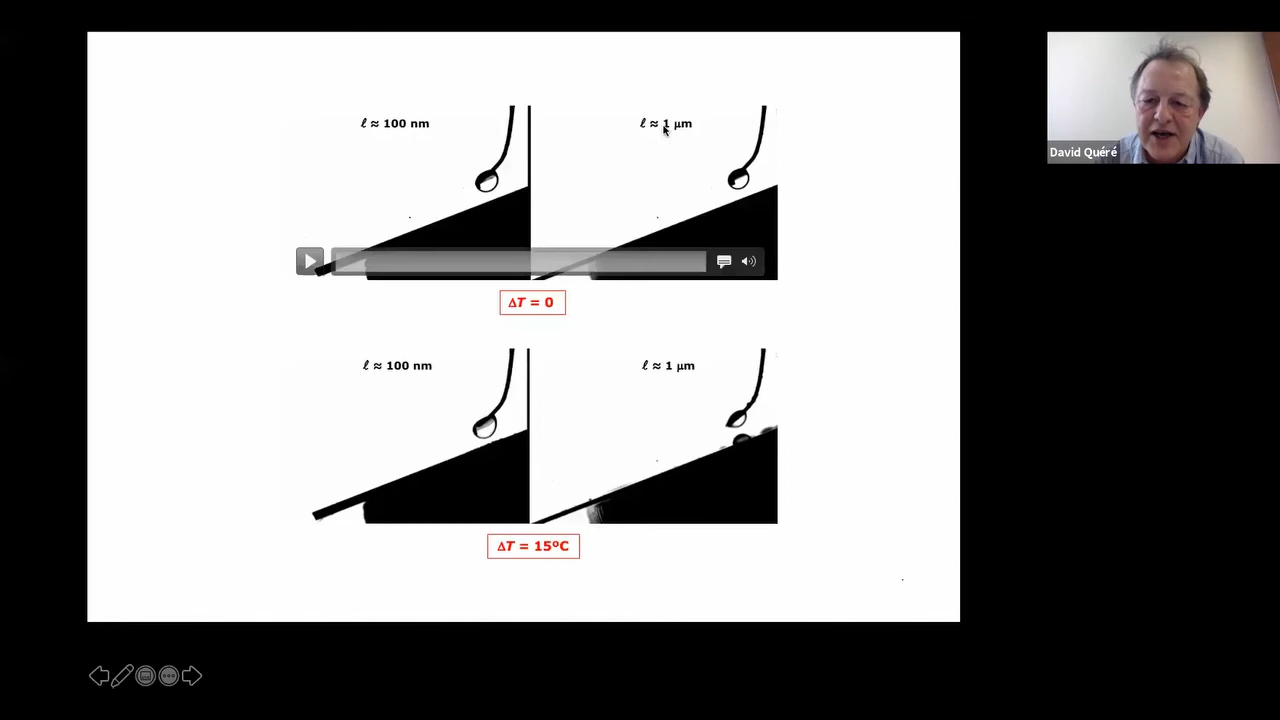 ℓ ≈ 100 nm
ℓ ≈ 1 μm
ΔT = 0
ℓ ≈ 100 nm
ℓ ≈ 1 μm
ΔT = 15ºC
David Quéré